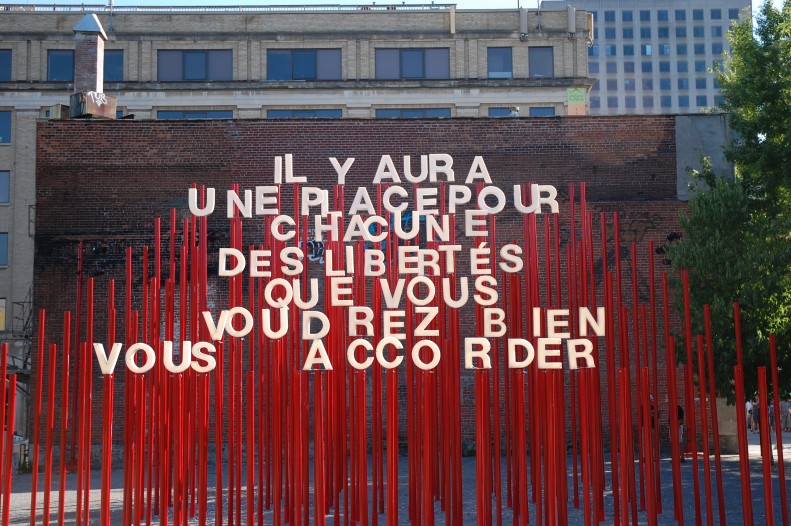 IL Y AURA
UNE PLACE POUR
CHACUNE
DES LIBERTÉS
QUE VOUS
VOUDREZ BIEN
VOUS ACCORDER